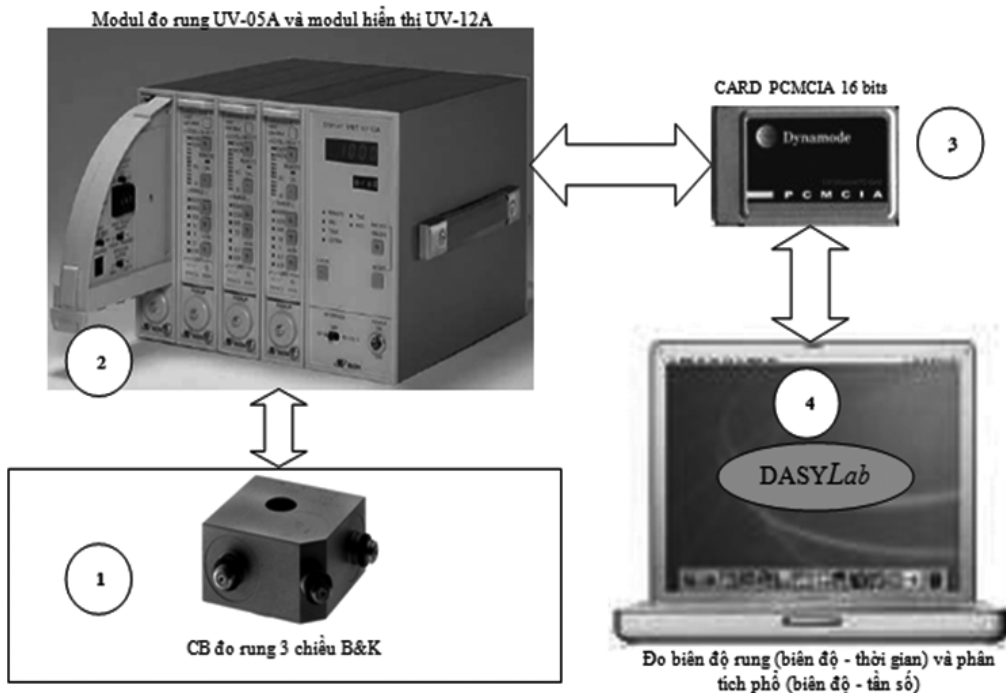 Modul đo rung UV-05A và modul hiển thị UV-12A
CARD PCMCIA 16 bits
3
Dynamode
PCMCIA
2
4
DASYLab
1
CB đo rung 3 chiều B&K
Đo biên độ rung (biên độ - thời gian) và phân
tích phổ (biên độ - tần số)